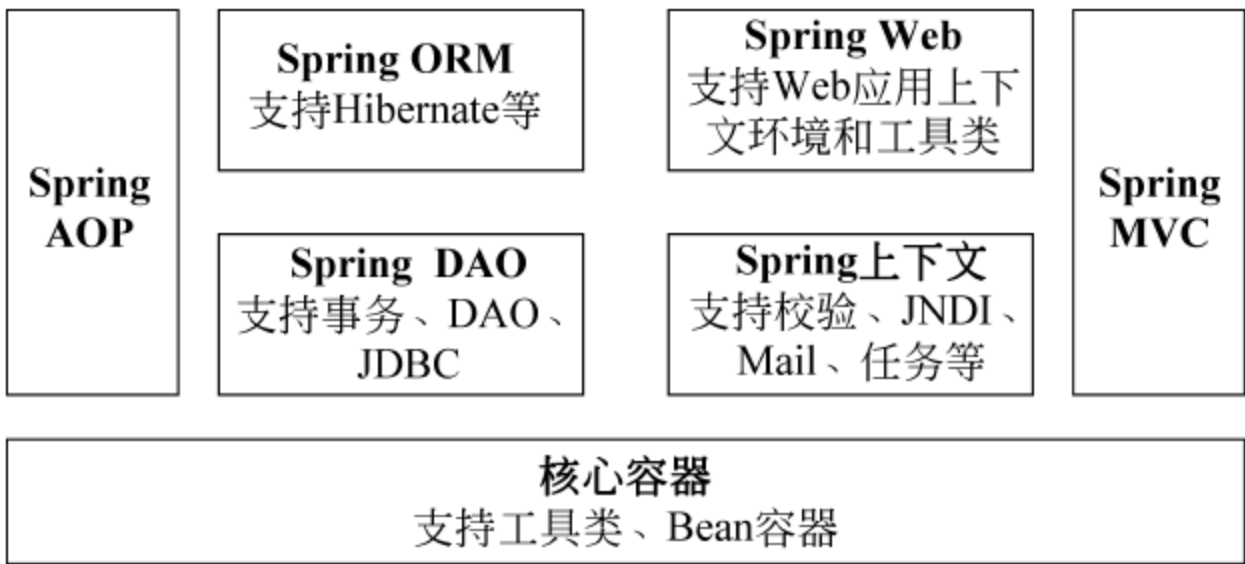 Spring
AOP
Spring ORM
支持Hibernate等
Spring Web
支持Web应用上下
文环境和工具类
Spring
MVC
Spring DAO
支持事务、DAO、
JDBC
Spring上下文
支持校验、JNDI、
Mail、任务等
核心容器
支持工具类、Bean容器